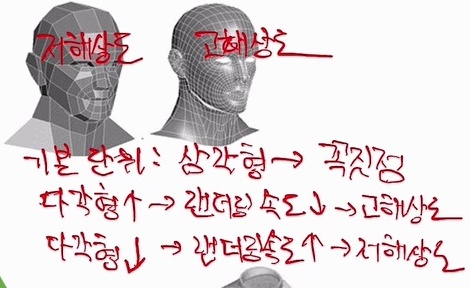 저해상도 고해상도
기본 단위 : 삼각형 → 꼭짓점
다각형↑ → 랜더링 속도↓ → 고해상도
다각형↓ → 랜더링속도↑ → 저해상도